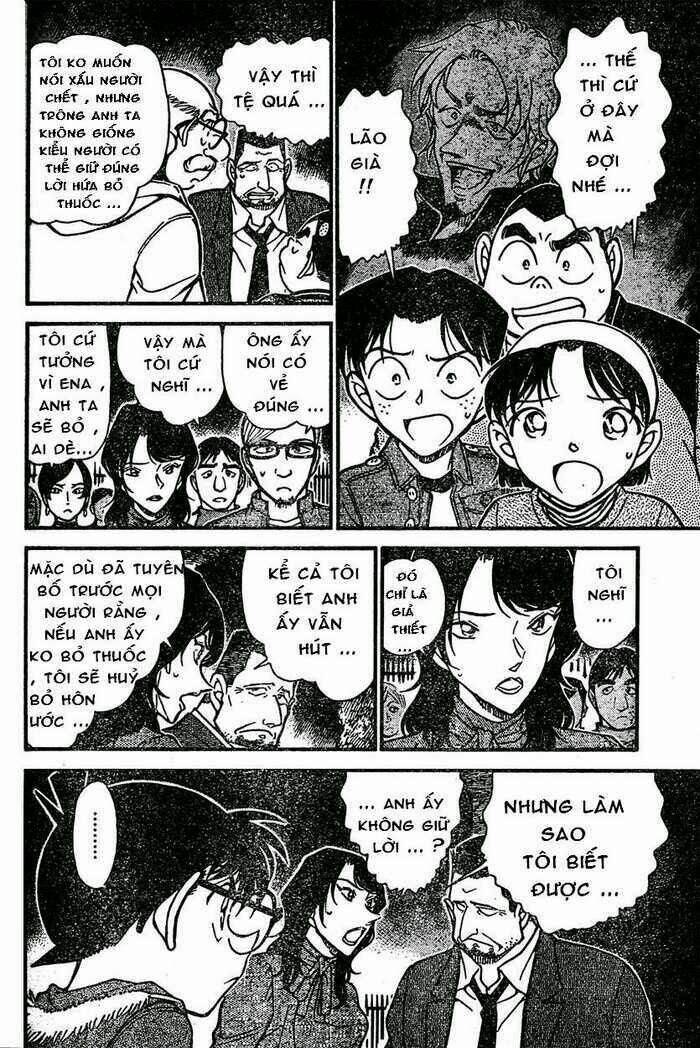 ... THẾ
THÌ CỨ
Ở ĐÂY
MÀ
ĐỢI
NHÉ ...
LÃO
GIÀ
!!
VẬY THÌ
TỆ QUÁ ...
TÔI KO MUỐN
NÓI XẤU NGƯỜI
CHẾT , NHƯNG
TRÔNG ANH TA
KHÔNG GIỐNG
KIỂU NGƯỜI CÓ
THỂ GIỮ ĐÚNG
LỜI HỨA BỎ
THUỐC ...
ÔNG ẤY
NÓI CÓ
VẺ
ĐÚNG ...
VẬY MÀ
TÔI CỨ
NGHĨ ...
TÔI CỨ
TƯỞNG
VÌ ENA ,
ANH TA
SẼ BỎ ,
AI DÈ ...
TÔI
NGHĨ ...
ĐÓ
CHỈ LÀ
GIẢ
THIẾT ...
KỂ CẢ TÔI
BIẾT ANH
ẤY VẪN
HÚT ...
MẶC DÙ ĐÃ TUYÊN
BỐ TRƯỚC MỌI
NGƯỜI RẰNG ,
NẾU ANH ẤY
KO BỎ THUỐC
, TÔI SẼ HUỶ
BỎ HÔN
ƯỚC ...
NHƯNG LÀM
SAO
TÔI BIẾT
ĐƯỢC ...
... ANH ẤY
KHÔNG GIỮ
LỜI ... ?
.........